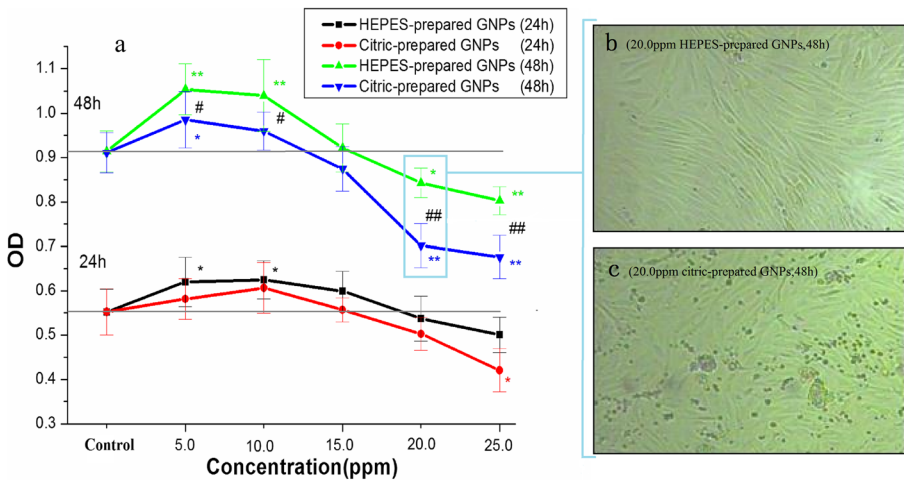 a
HEPES-prepared GNPs (24h)
Citric-prepared GNPs (24h)
HEPES-prepared GNPs (48h)
Citric-prepared GNPs (48h)
OD
1.1
1.0
0.9
0.8
0.7
0.6
0.5
0.4
0.3
48h
24h
**
**
#
#
*
*
**
##
##
**
**
*
*
*
Control
5.0
10.0
15.0
20.0
25.0
Concentration(ppm)
b (20.0ppm HEPES-prepared GNPs,48h)
c (20.0ppm citric-prepared GNPs,48h)